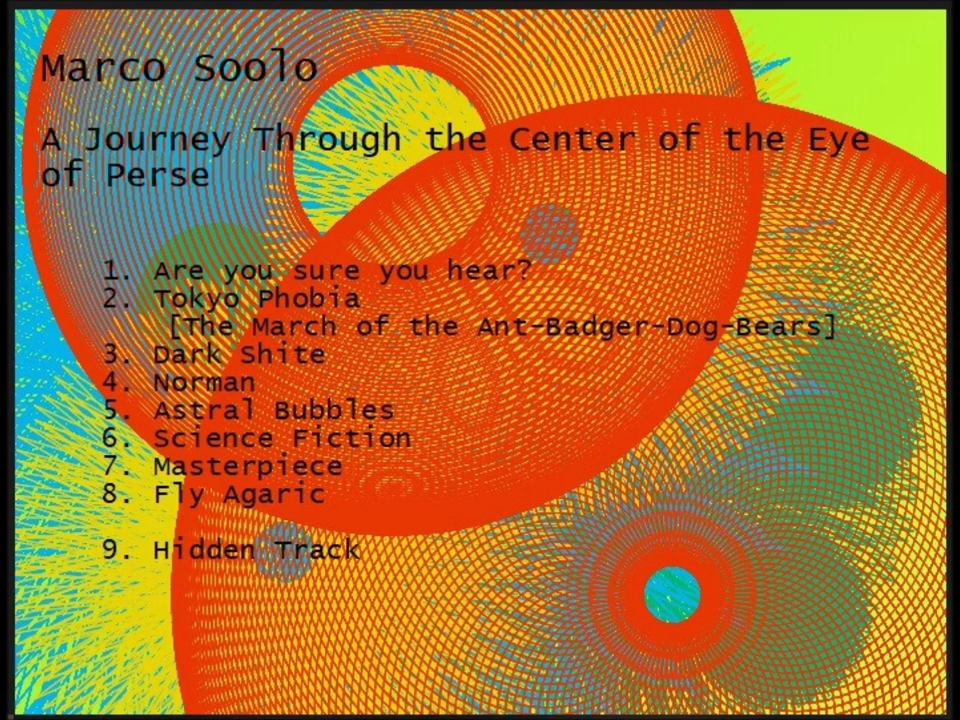 Marco Soolo
A Journey Through the Center of the Eye
of Perse
1. Are you sure you hear?
2. Tokyo Phobia
[The March of the Ant-Badger-Dog-Bears]
3. Dark Shite
4. Norman
5. Astral Bubbles
6. Science Fiction
7. Masterpiece
8. Fly Agaric
9. Hidden Track